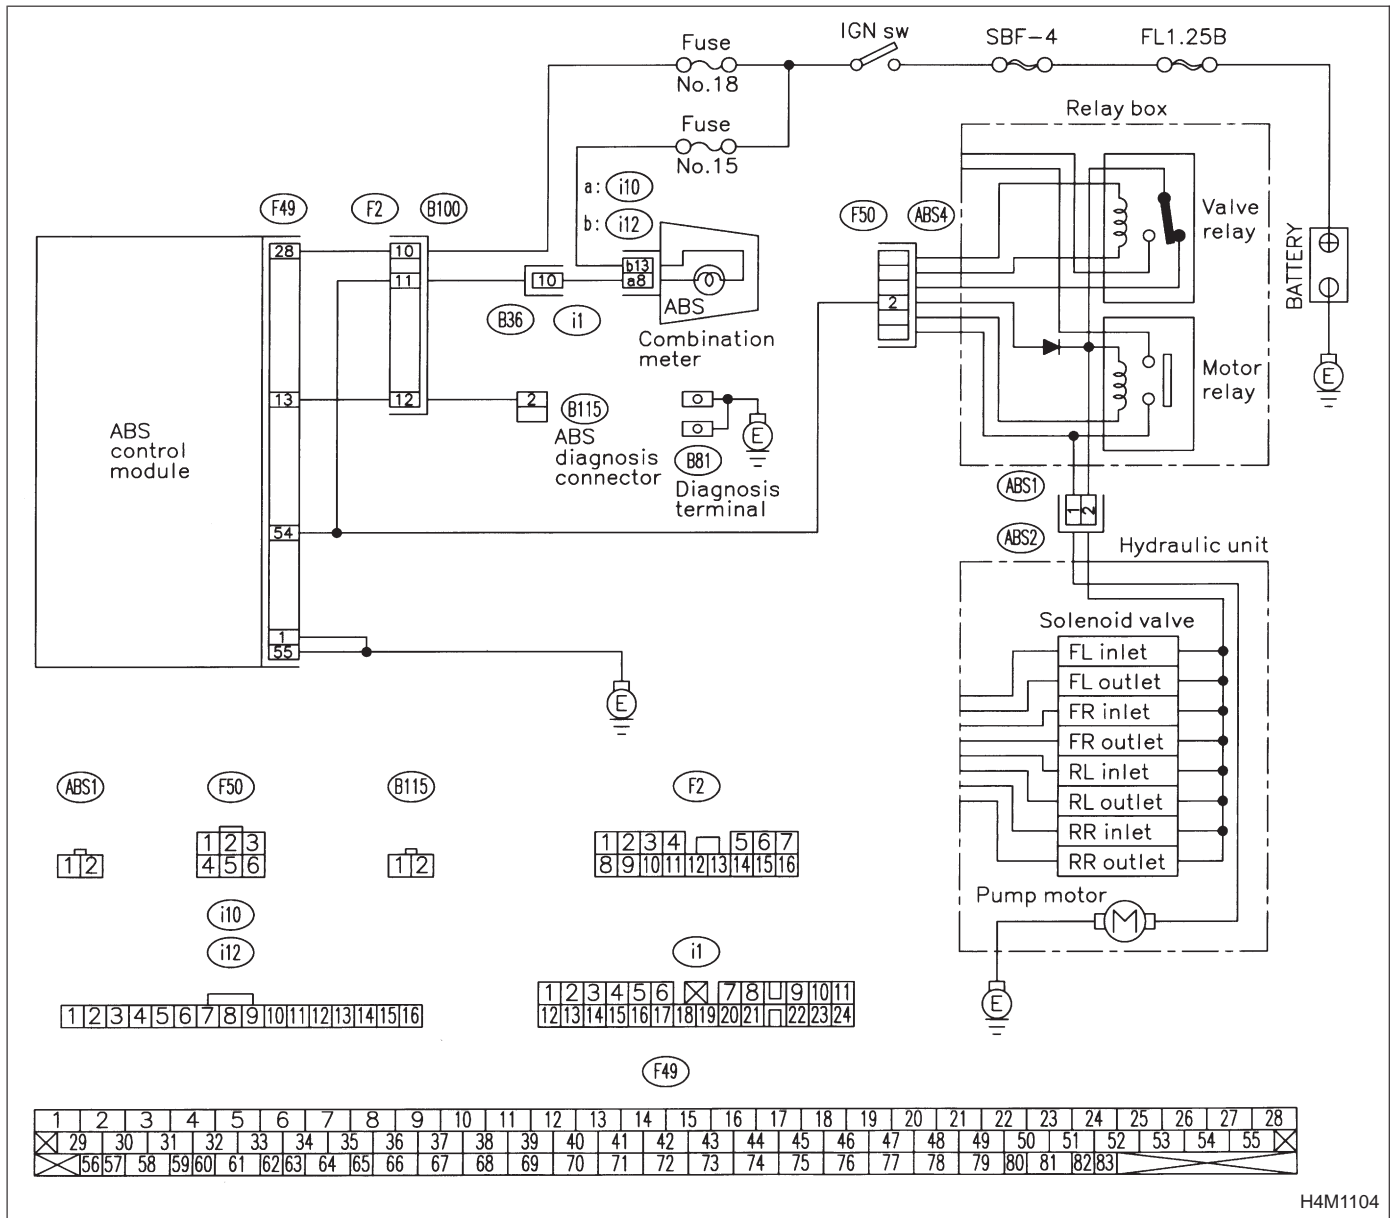 IGN sw
SBF-4
FL1.25B
Fuse
No.18
Relay box
Fuse
No.15
a: i10
b: i12
F49
F2
B100
F50
ABS4
Valve
relay
BATTERY
28
10
b13
11
10
a8
ABS
2
B36
i1
Combination
meter
Motor
relay
E
13
12
2
B115
ABS
diagnosis
connector
E
B81
Diagnosis
terminal
ABS
control
module
ABS1
1
2
ABS2
54
Hydraulic unit
1
55
E
Solenoid valve
FL inlet
FL outlet
FR inlet
FR outlet
RL inlet
RL outlet
RR inlet
RR outlet
Pump motor
M
E
ABS1
F50
B115
F2
1 2
1 2 3
4 5 6
1 2
1 2 3 4 5 6 7
8 9 10 11 12 13 14 15 16
i10
i12
i1
1 2 3 4 5 6 7 8 9 10 11 12 13 14 15 16
1 2 3 4 5 6 7 8 9 10 11
12 13 14 15 16 17 18 19 20 21 22 23 24
F49
1 2 3 4 5 6 7 8 9 10 11 12 13 14 15 16 17 18 19 20 21 22 23 24 25 26 27 28
29 30 31 32 33 34 35 36 37 38 39 40 41 42 43 44 45 46 47 48 49 50 51 52 53 54 55
56 57 58 59 60 61 62 63 64 65 66 67 68 69 70 71 72 73 74 75 76 77 78 79 80 81 82 83
H4M1104